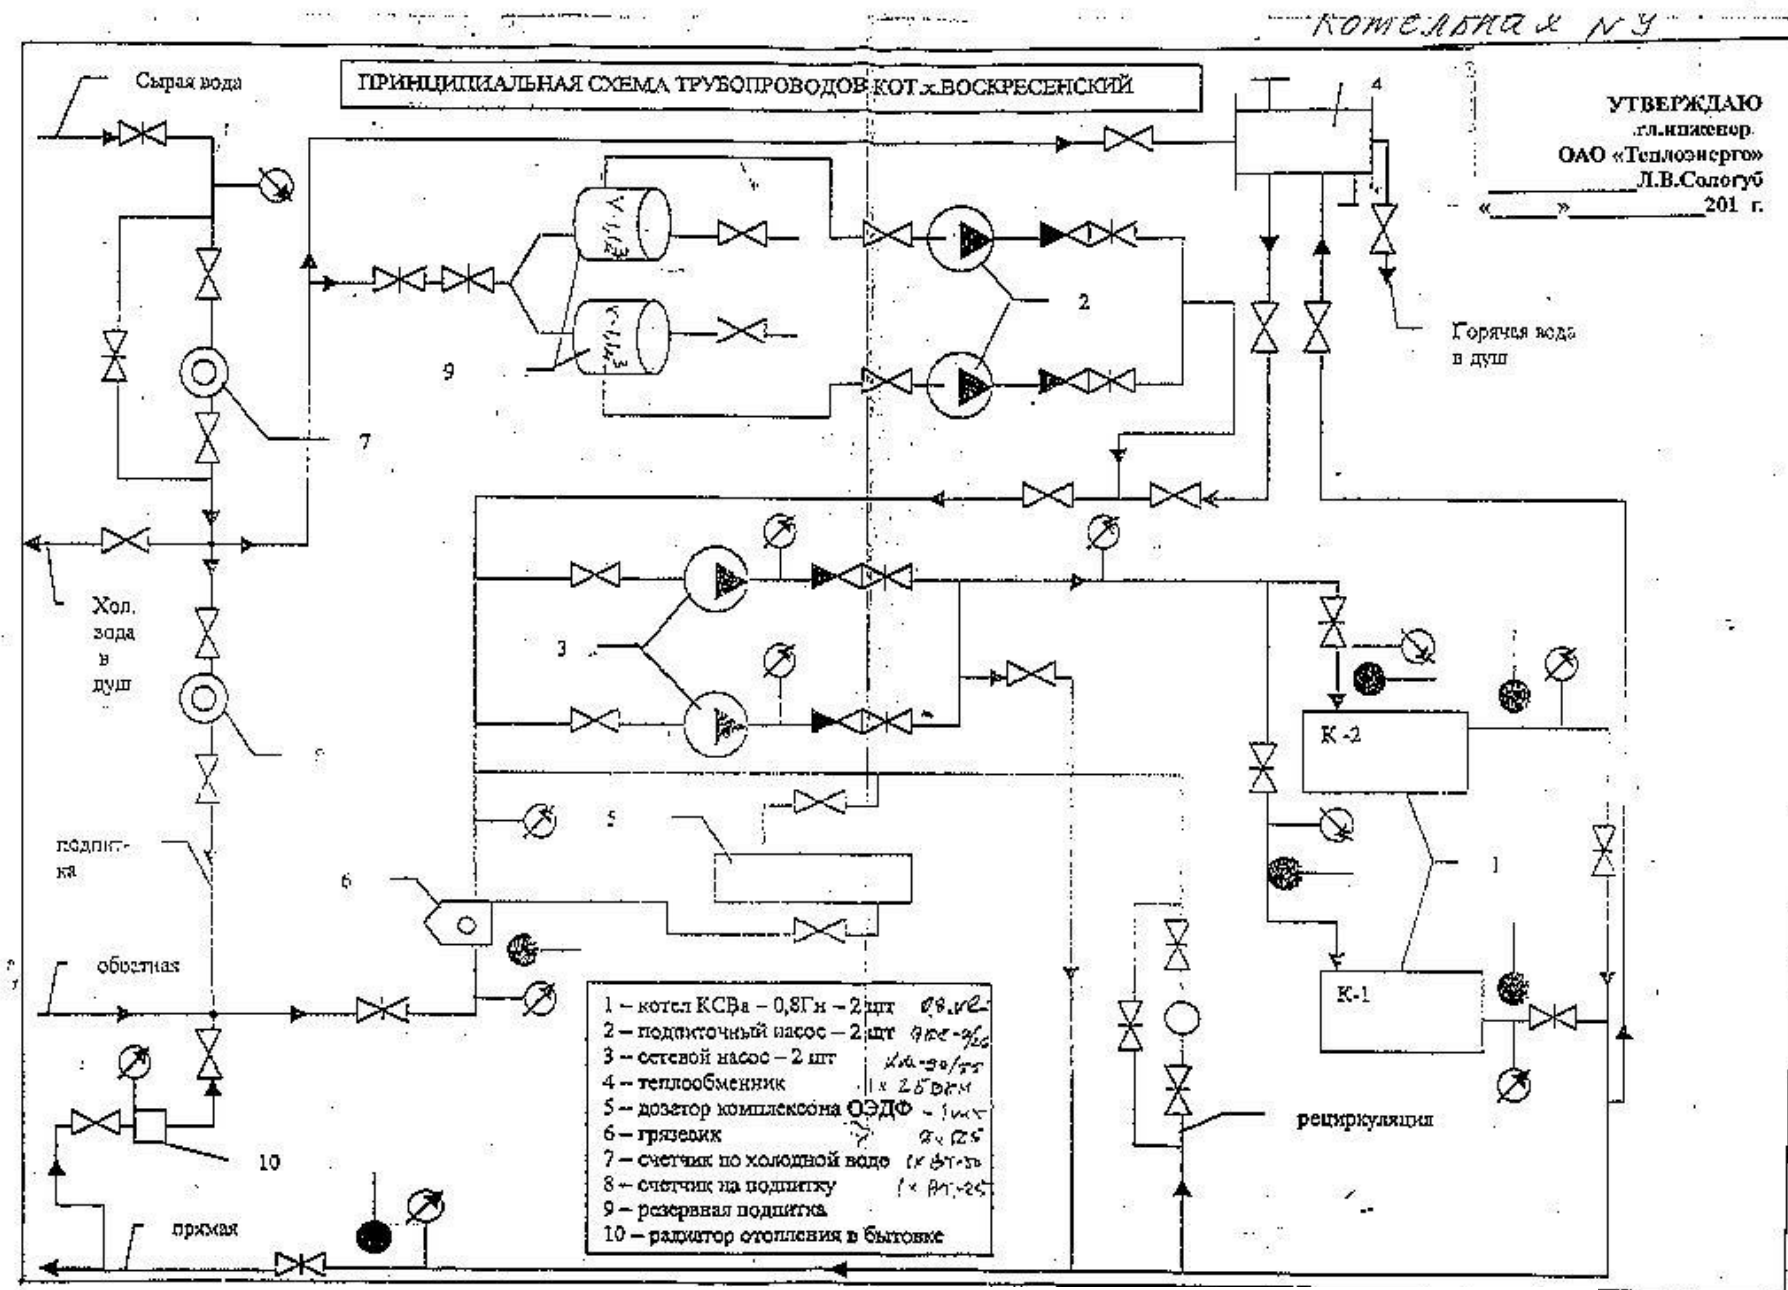 Котельная №9
ПРИНЦИПИАЛЬНАЯ СХЕМА ТРУБОПРОВОДОВ КОТ.х.ВОСКРЕСЕНСКИЙ
УТВЕРЖДАЮ
гл.инженер
ОАО «Теплоэнерго»
Л.В.Сологуб
«____»__________201 г.
Сырая вода
4
2
9
7
Горячая вода
в душ
Хол.
вода
в
душ
3
К-2
подпит-
ка
5
6
1
обратная
К-1
10
рециркуляция
прямая
1 – котел КСВа – 0,8Гн – 2 шт
2 – подпиточный насос – 2 шт
3 – сетевой насос – 2 шт
4 – теплообменник
5 – дозатор комплексона ОЭДФ
6 – грязевик
7 – счетчик по холодной воде
8 – счетчик на подпитку
9 – резервная подпитка
10 – радиатор отопления в бытовке